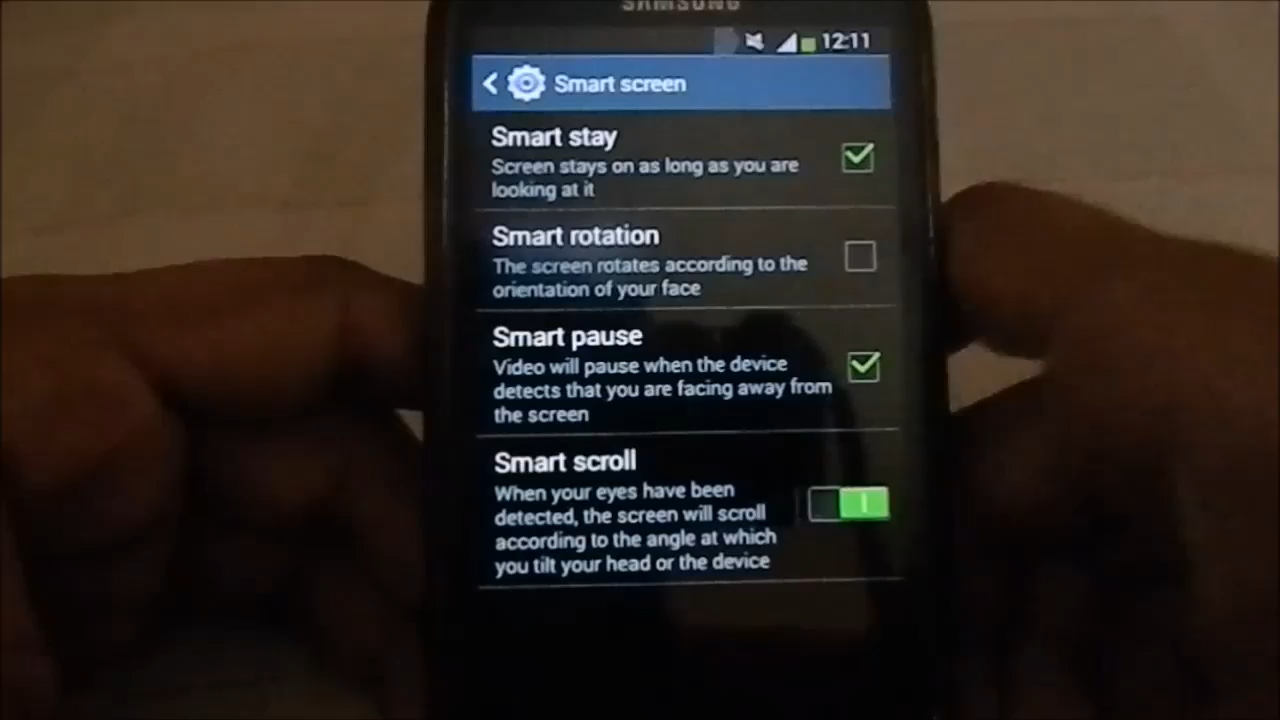 SAMSUNG
12:11
Smart screen
Smart stay
Screen stays on as long as you are
looking at it
Smart rotation
The screen rotates according to the
orientation of your face
Smart pause
Video will pause when the device
detects that you are facing away from
the screen
Smart scroll
When your eyes have been
detected, the screen will scroll
according to the angle at which
you tilt your head or the device